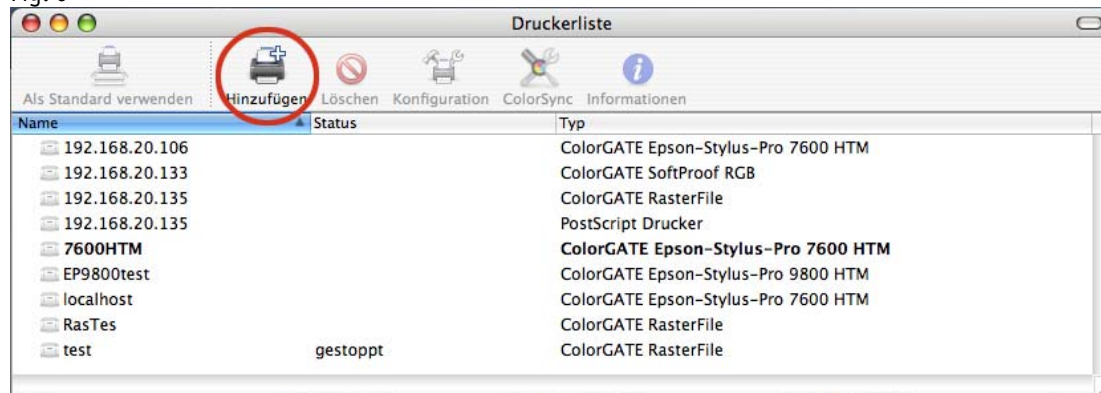 Druckerliste
Als Standard verwenden Hinzufügen Löschen Konfiguration ColorSync Informationen
Name Status Typ
192.168.20.106 ColorGATE Epson-Stylus-Pro 7600 HTM
192.168.20.133 ColorGATE SoftProof RGB
192.168.20.135 ColorGATE RasterFile
192.168.20.135 PostScript Drucker
7600HTM ColorGATE Epson-Stylus-Pro 7600 HTM
EP9800test ColorGATE Epson-Stylus-Pro 9800 HTM
localhost ColorGATE Epson-Stylus-Pro 7600 HTM
RasTes ColorGATE RasterFile
test gestoppt ColorGATE RasterFile